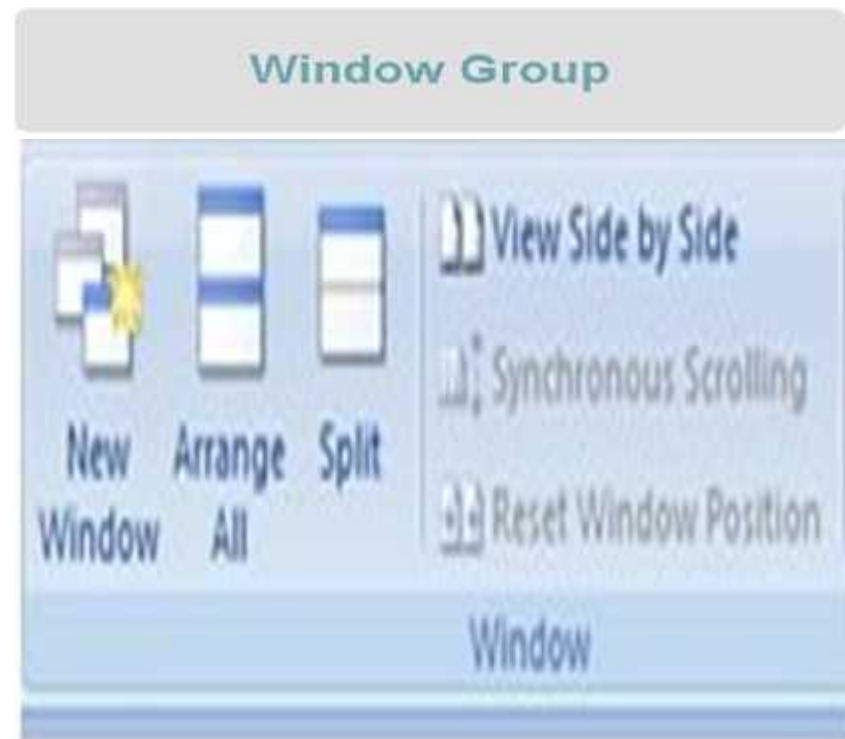 Window Group
New
Window
Arrange
All
Split
View Side by Side
Synchronous Scrolling
Reset Window Position
Window